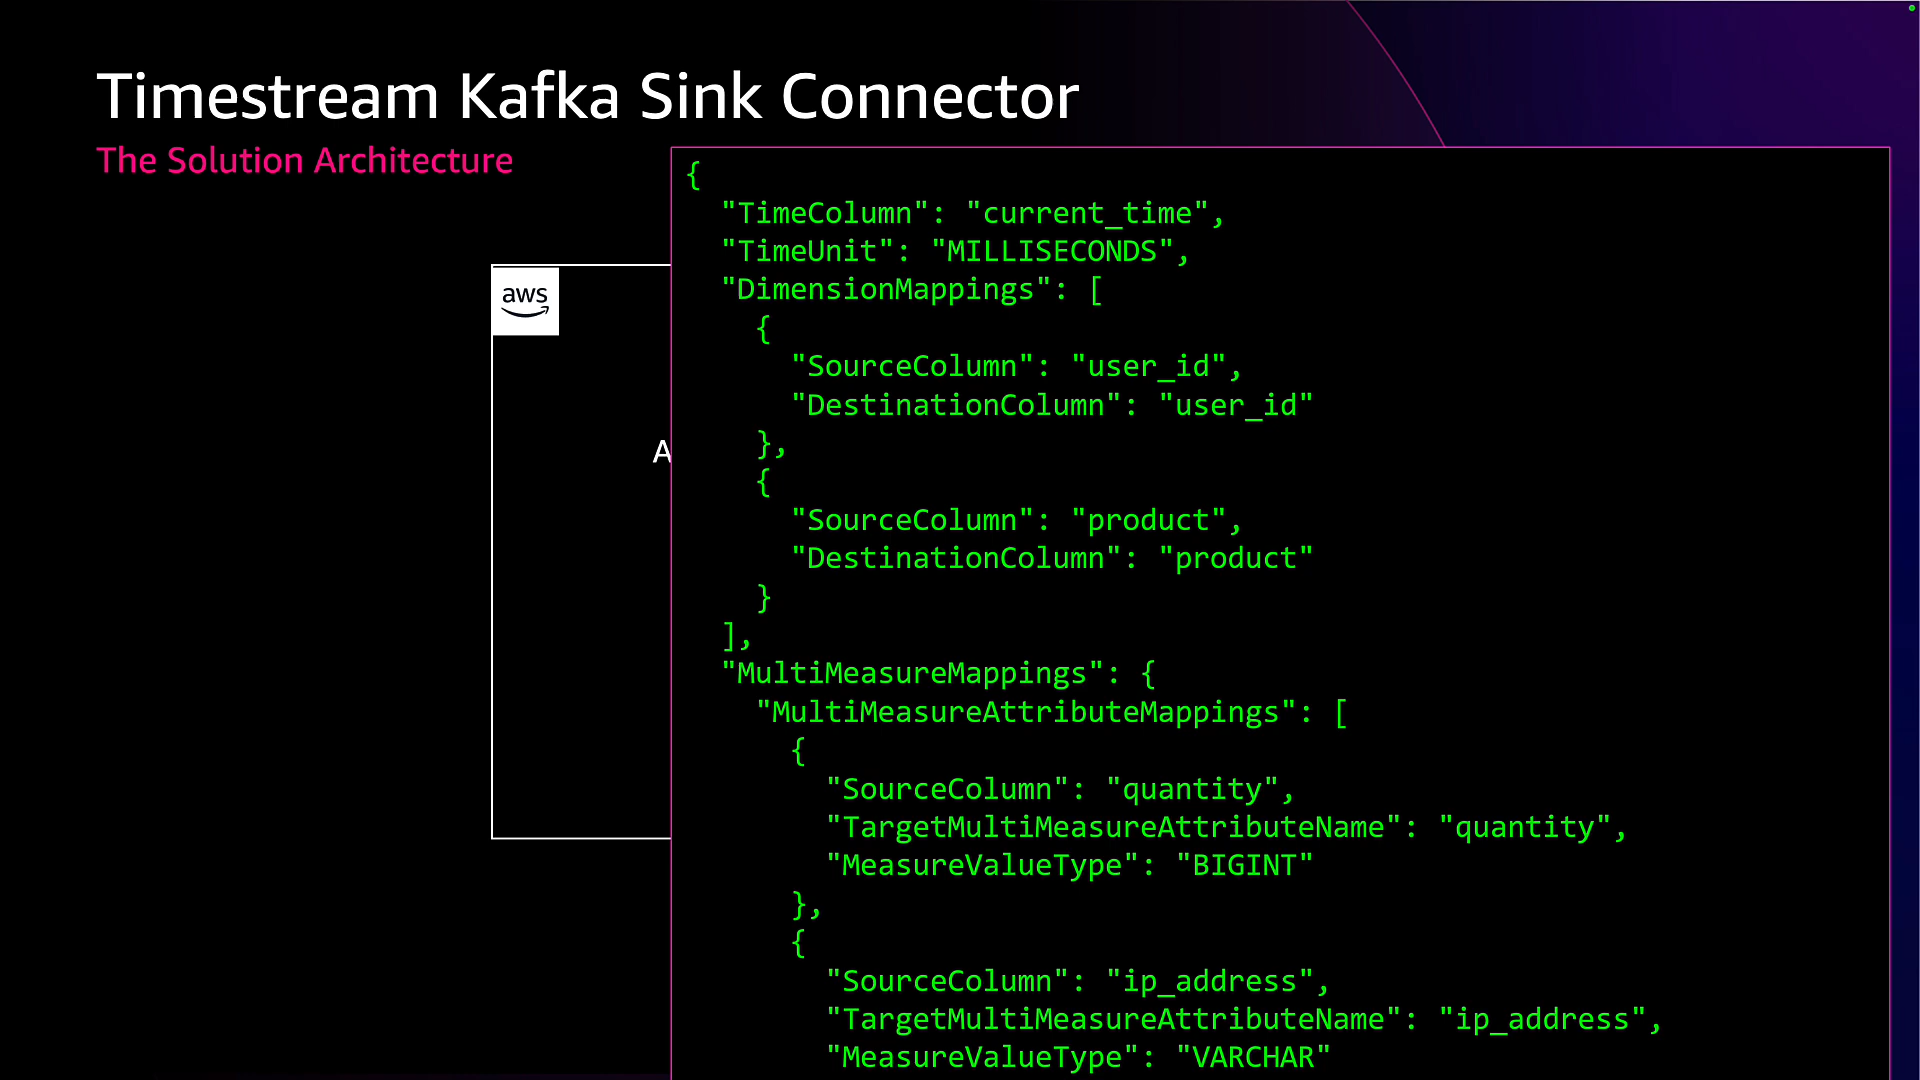 Timestream Kafka Sink Connector
The Solution Architecture
aws
A
{
"TimeColumn": "current_time",
"TimeUnit": "MILLISECONDS",
"DimensionMappings": [
{
"SourceColumn": "user_id",
"DestinationColumn": "user_id"
},
{
"SourceColumn": "product",
"DestinationColumn": "product"
}
],
"MultiMeasureMappings": {
"MultiMeasureAttributeMappings": [
{
"SourceColumn": "quantity",
"TargetMultiMeasureAttributeName": "quantity",
"MeasureValueType": "BIGINT"
},
{
"SourceColumn": "ip_address",
"TargetMultiMeasureAttributeName": "ip_address",
"MeasureValueType": "VARCHAR"